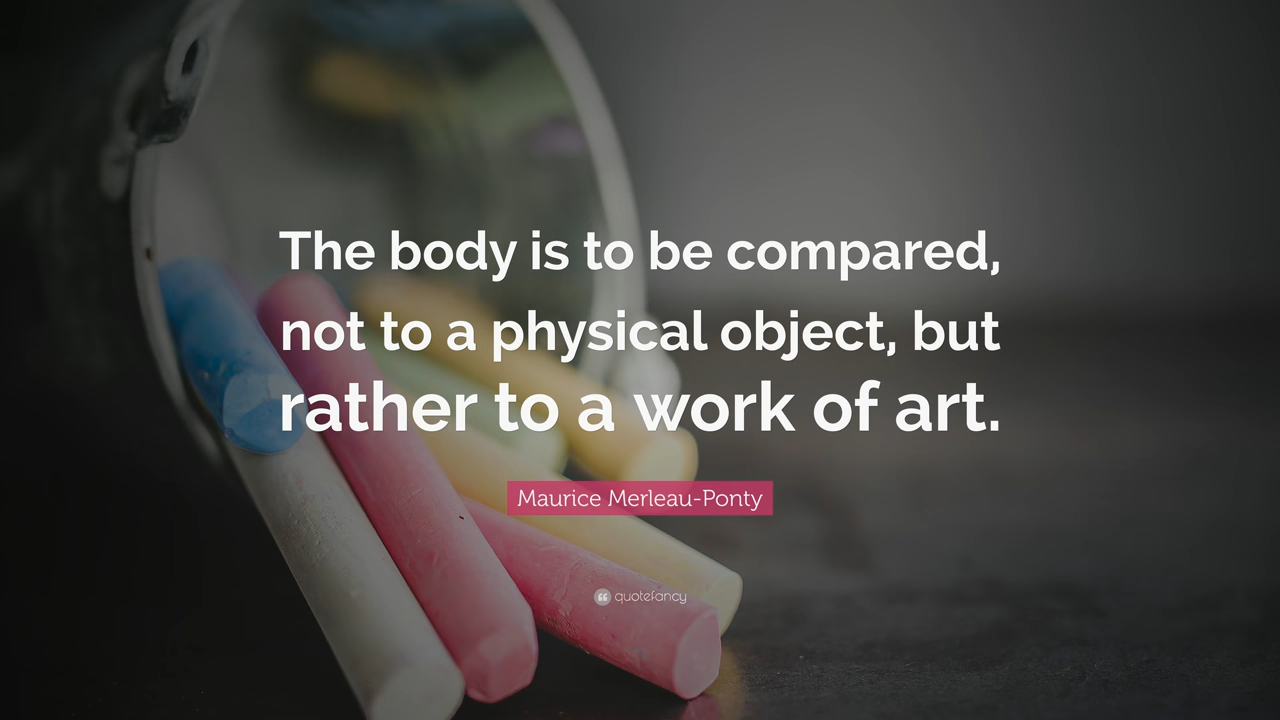 The body is to be compared,
not to a physical object, but
rather to a work of art.
Maurice Merleau-Ponty
quotefancy